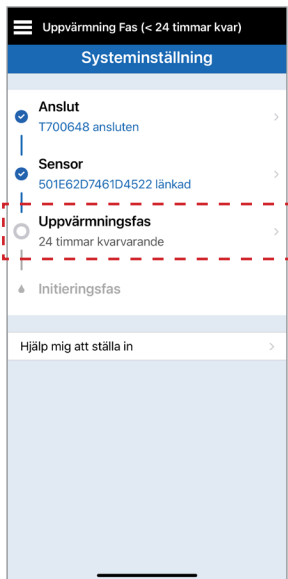 Uppvärmning Fas (< 24 timmar kvar)
Systeminställning
Anslut
T700648 ansluten
Sensor
501E62D7461D4522 länkad
Uppvärmningsfas
24 timmar kvarvarande
Initieringsfas
Hjälp mig att ställa in